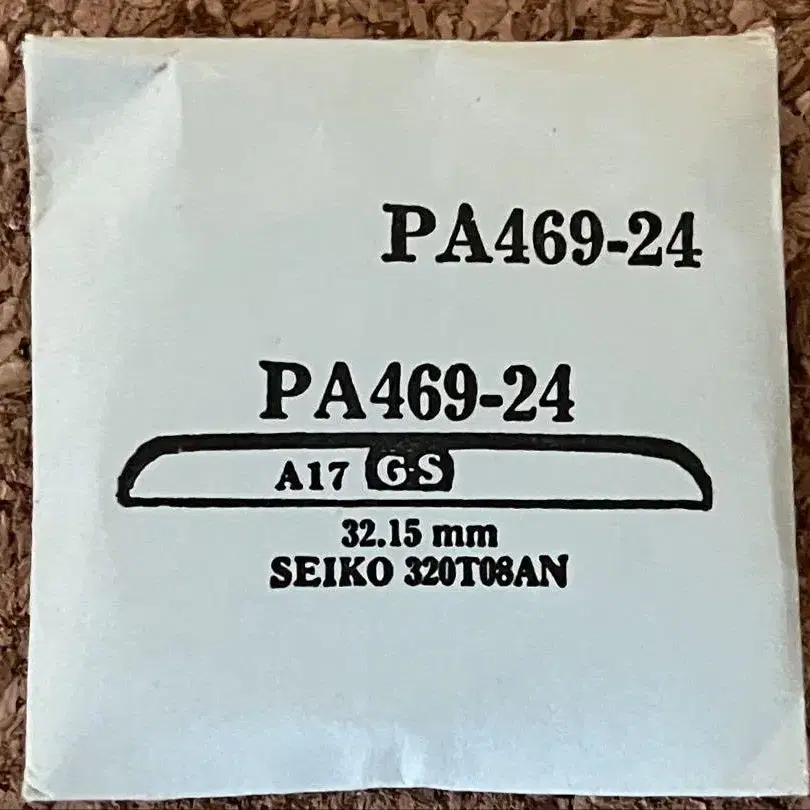 PA469-24
PA469-24
A17 G-S
32.15 mm
SEIKO 320T08AN